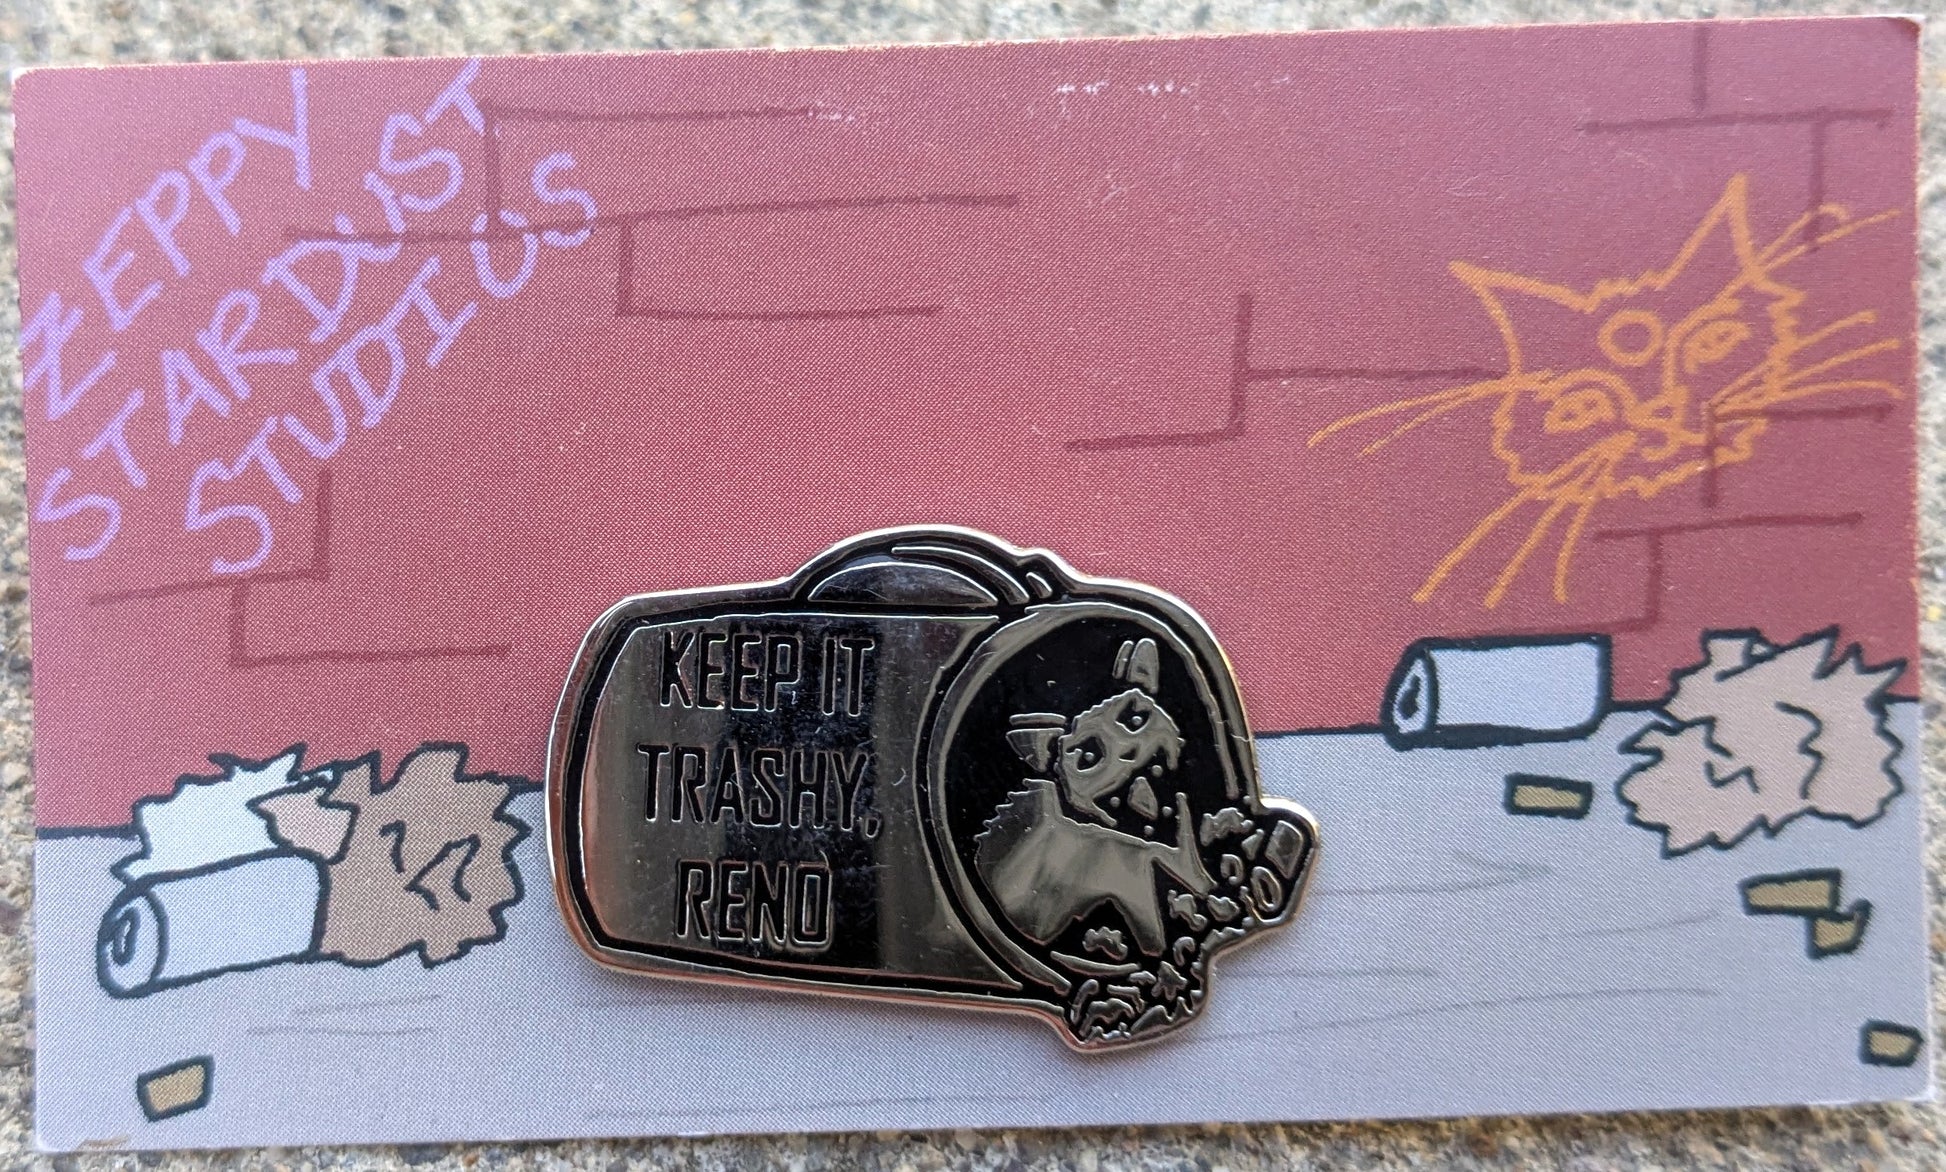 ZEPPY
STARDUST
STUDIOS
KEEP IT
TRASHY,
RENO